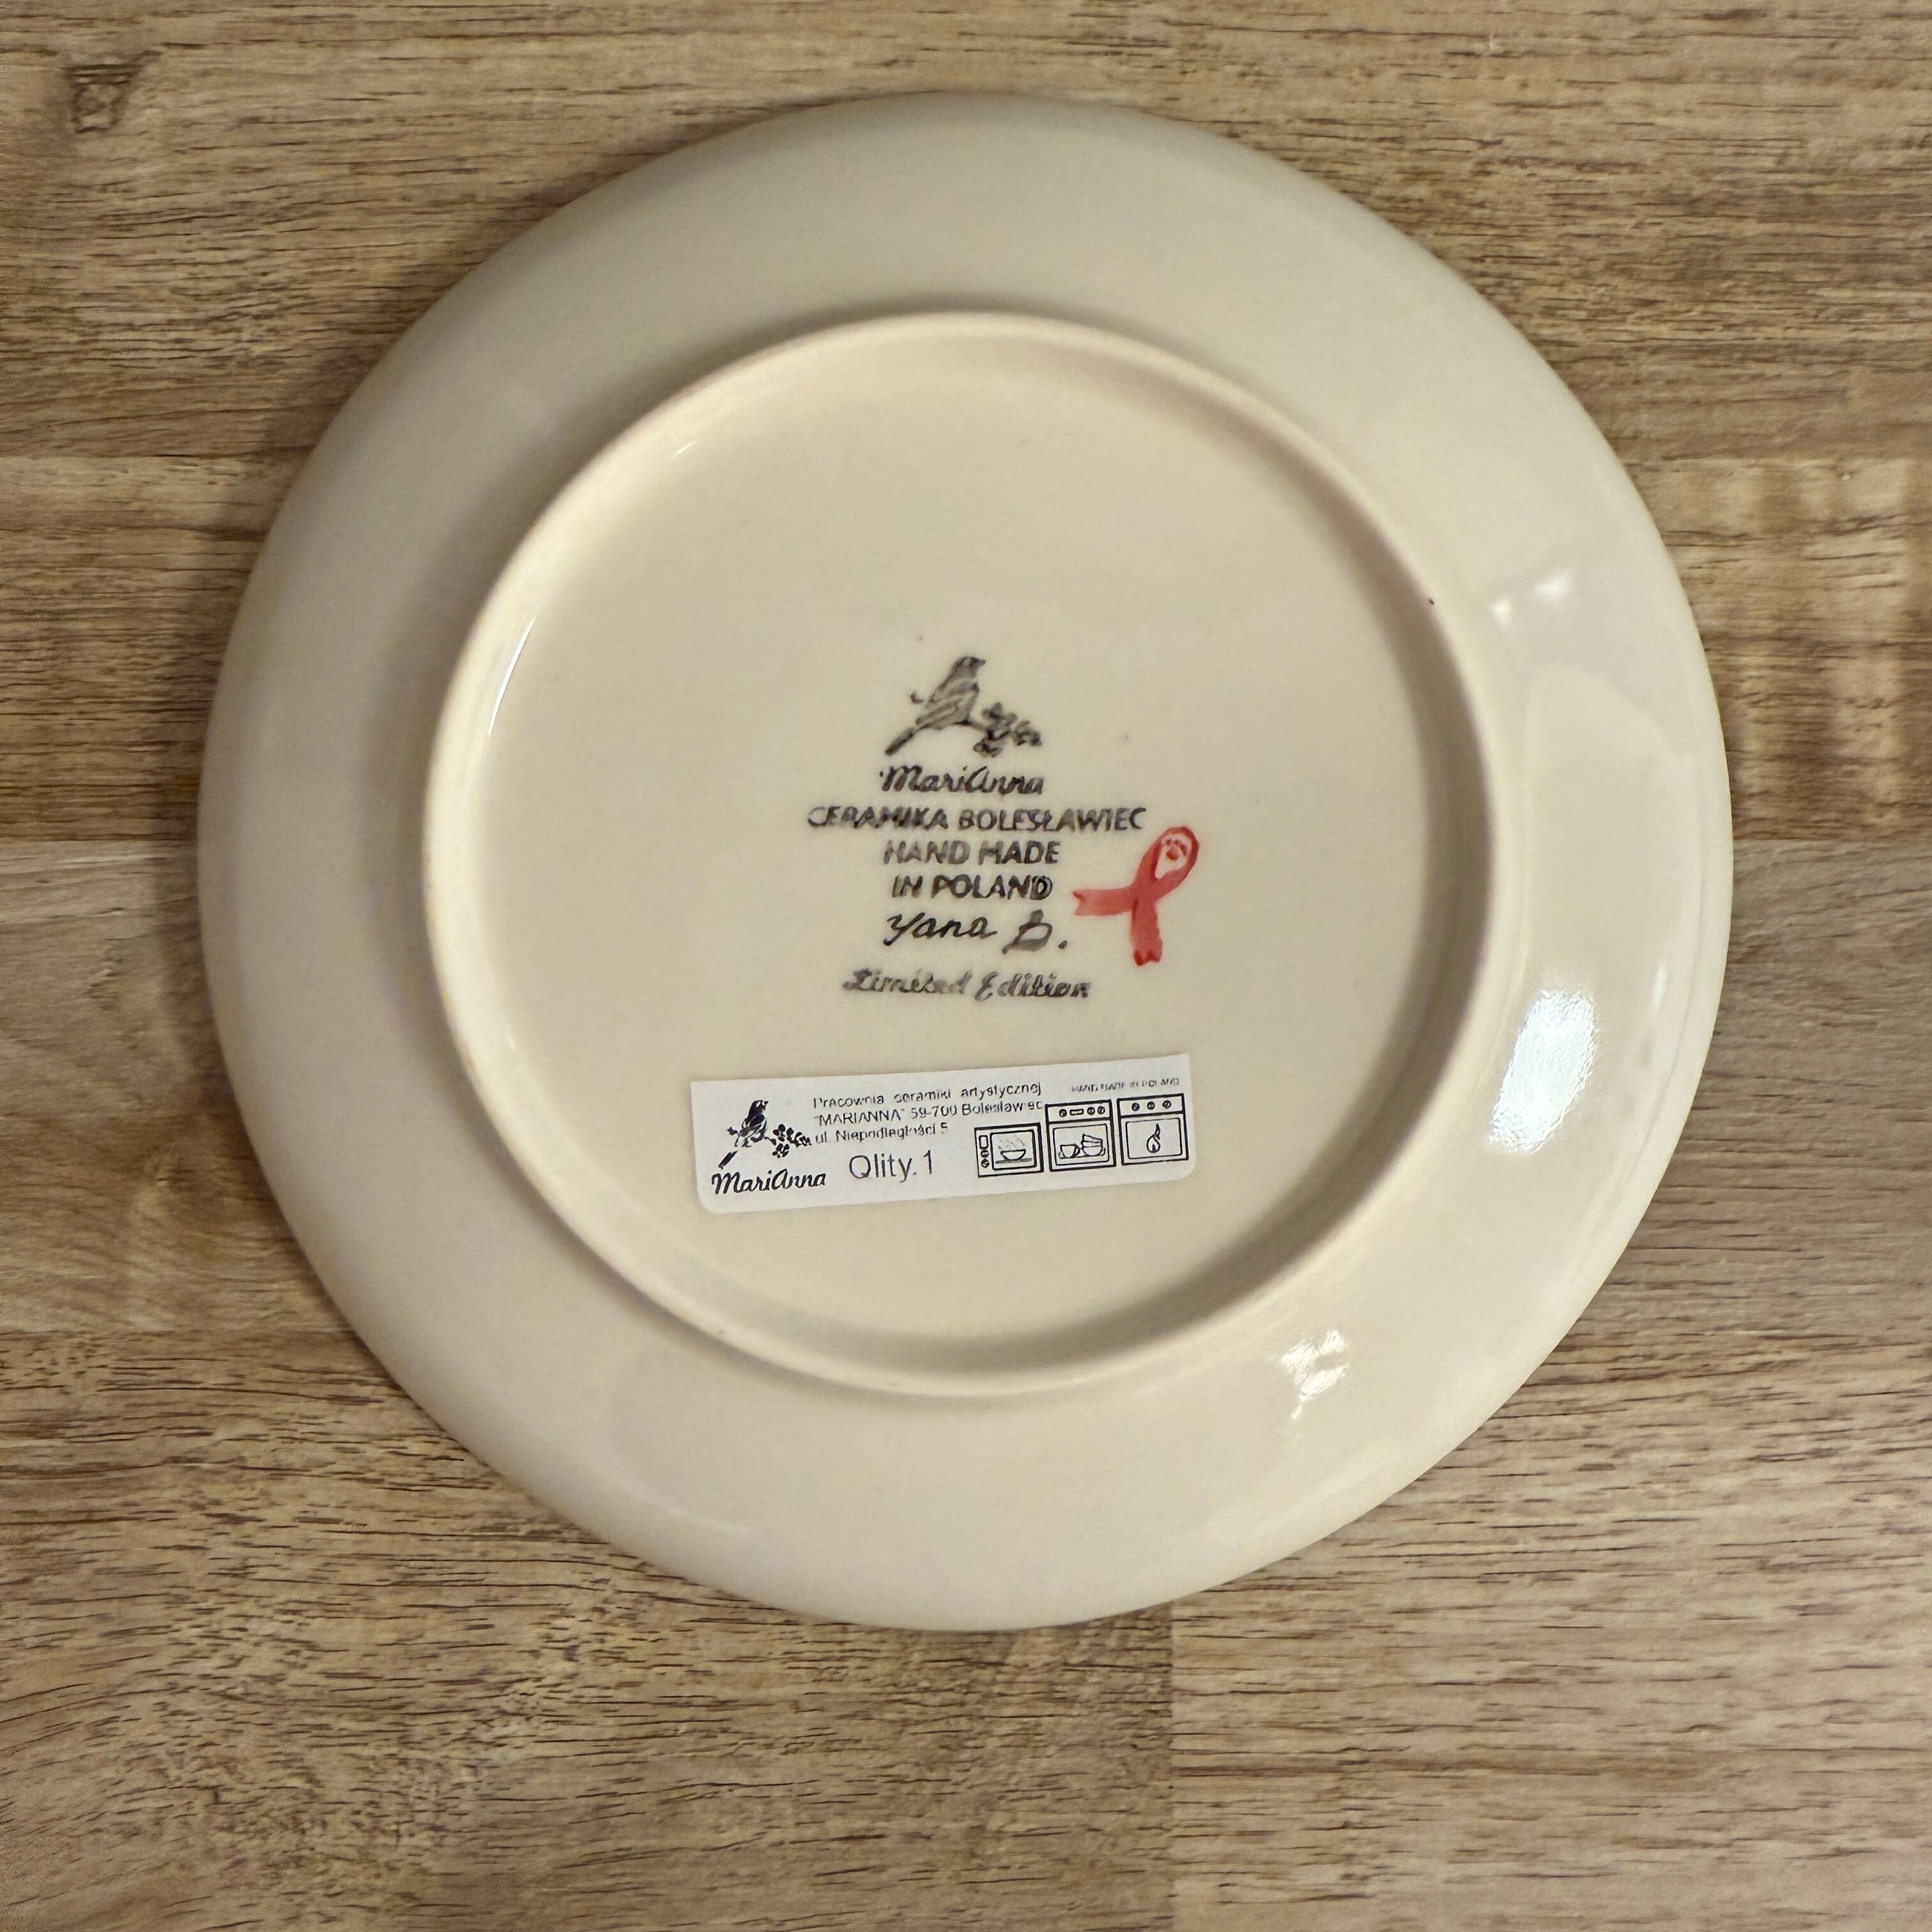 MariAnna
CERAMIKA BOLESŁAWIEC
HAND MADE
IN POLAND
Yana B.
Limited Edition
Pracownia ceramiki artystycznej
"MARIANNA" 59-700 Bolesławiec
ul. Niepodległości 5
HAND MADE IN POLAND
MariAnna Qlity.1